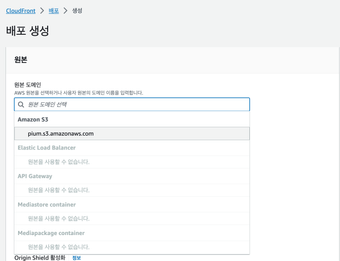 CloudFront > 배포 > 생성
배포 생성
원본
원본 도메인
AWS 원본을 선택하거나 사용자 원본의 도메인 이름을 입력합니다.
원본 도메인 선택
Amazon S3
pium.s3.amazonaws.com
Elastic Load Balancer
원본을 사용할 수 없습니다.
API Gateway
원본을 사용할 수 없습니다.
Mediastore container
원본을 사용할 수 없습니다.
Mediapackage container
원본을 사용할 수 없습니다.
Origin Shield 활성화 정보